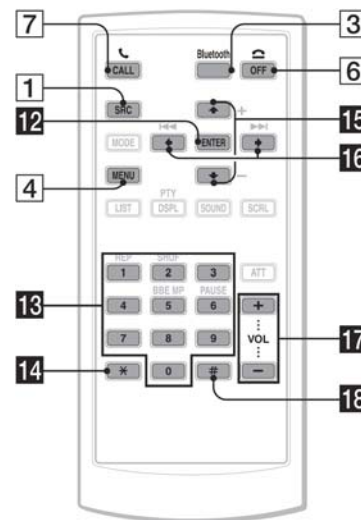 7
Bluetooth
3
CALL
OFF
6
1
SRC
+
15
12
MODE
ENTER
16
4
MENU
−
PTY
LIST
DSPL
SOUND
SCRL
REP
SHUF
1
2
3
ATT
BBE MP
PAUSE
13
4
5
6
+
7
8
9
VOL
17
14
0
#
−
18